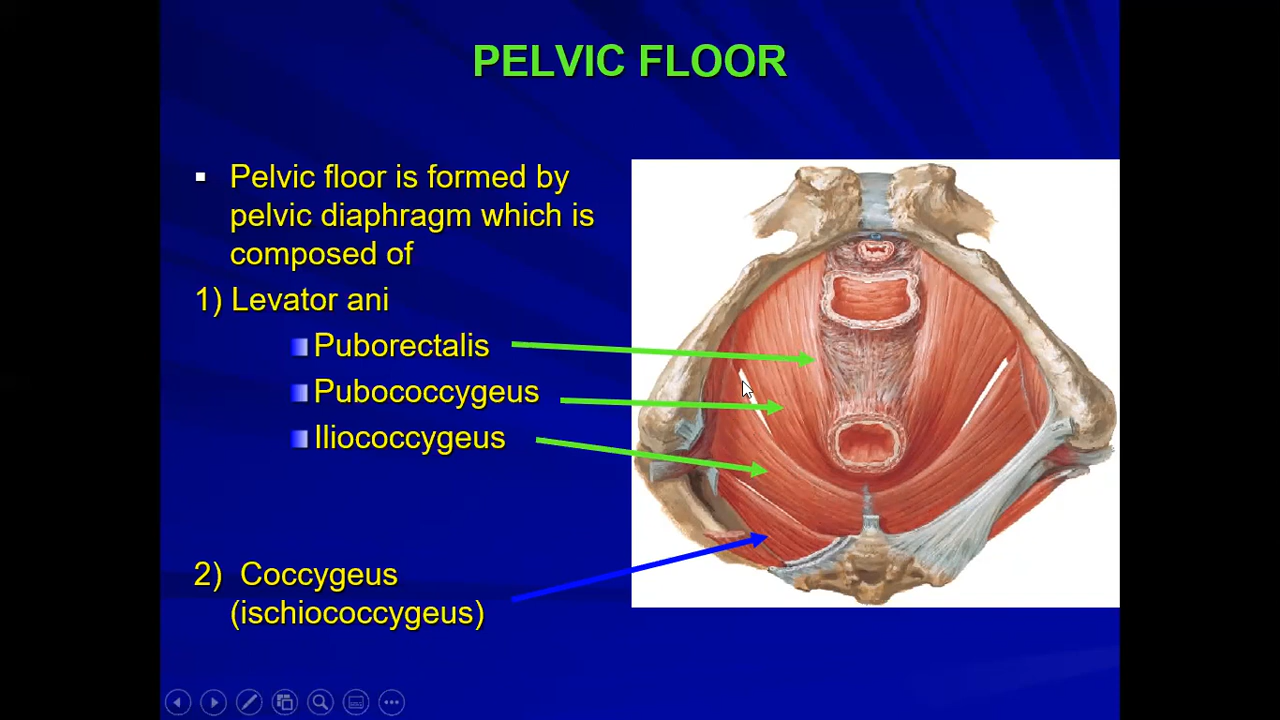 PELVIC FLOOR
Pelvic floor is formed by
pelvic diaphragm which is
composed of
1) Levator ani
Puborectalis
Pubococcygeus
Iliococcygeus
2) Coccygeus
(ischiococcygeus)